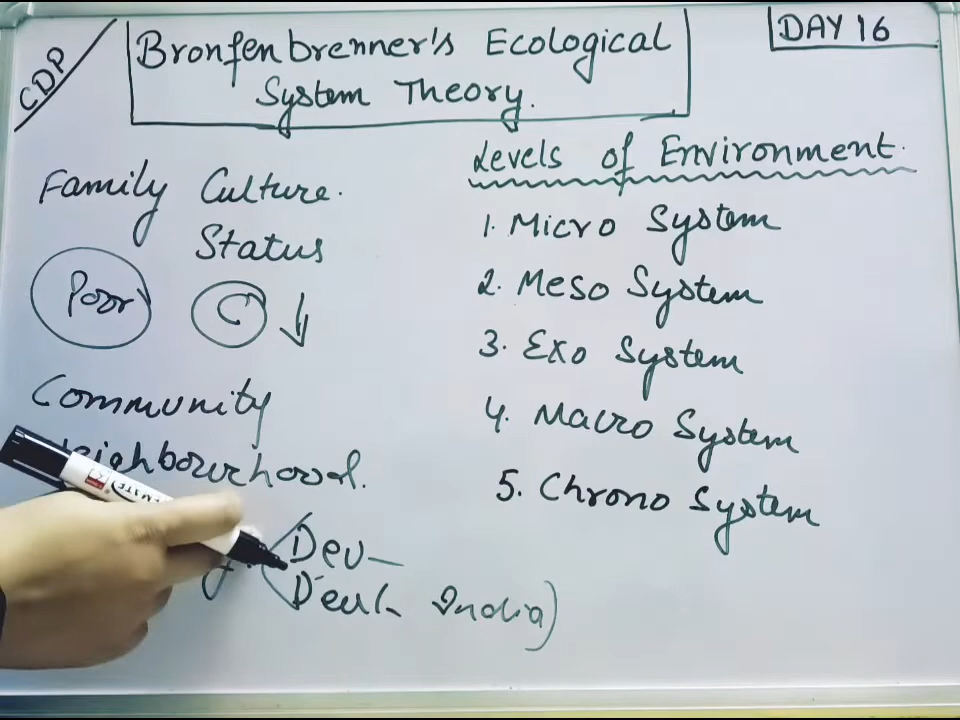 CDP
Bronfenbrenner's Ecological
System Theory.
DAY 16
Family Culture.
Status
Poor
C
Community
Neighbourhood.
Dev
India)
Levels of Environment.
1. Micro System
2. Meso System
3. Exo System
4. Macro System
5. Chrono System